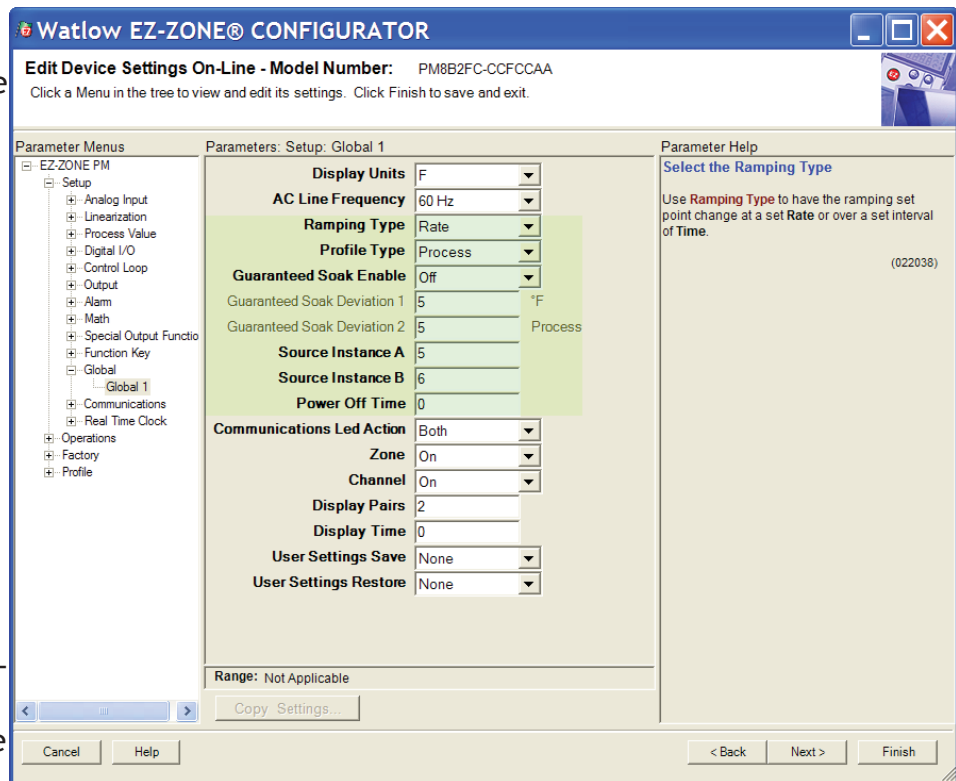 Watlow EZ-ZONE® CONFIGURATOR
Edit Device Settings On-Line - Model Number: PM8B2FC-CCFCCAA
Click a Menu in the tree to view and edit its settings. Click Finish to save and exit.
e
Parameter Menus
EZ-ZONE PM
Setup
Analog Input
Linearization
Process Value
Digital I/O
Control Loop
Output
Alarm
Math
Special Output Functio
Function Key
Global
Global 1
Communications
Real Time Clock
Operations
Factory
Profile
Parameters: Setup: Global 1
Display Units F
AC Line Frequency 60 Hz
Ramping Type Rate
Profile Type Process
Guaranteed Soak Enable Off
Guaranteed Soak Deviation 1 5 °F
Guaranteed Soak Deviation 2 5 Process
Source Instance A 5
Source Instance B 6
Power Off Time 0
Communications Led Action Both
Zone On
Channel On
Display Pairs 2
Display Time 0
User Settings Save None
User Settings Restore None
Range: Not Applicable
Copy Settings...
Parameter Help
Select the Ramping Type
Use Ramping Type to have the ramping set
point change at a set Rate or over a set interval
of Time.
(022038)
-
e
Cancel Help < Back Next > Finish